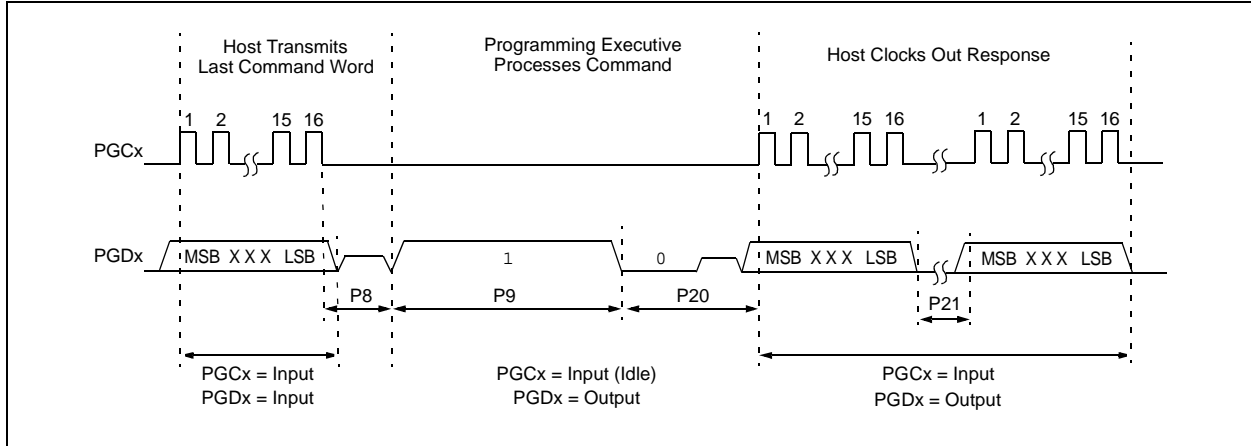 Host Transmits
Last Command Word
Programming Executive
Processes Command
Host Clocks Out Response
1 2 15 16
1 2 15 16
1 2 15 16
PGCx
PGDx
MSB X X X LSB
1
0
MSB X X X LSB
MSB X X X LSB
P8
P9
P20
P21
PGCx = Input
PGDx = Input
PGCx = Input (Idle)
PGDx = Output
PGCx = Input
PGDx = Output